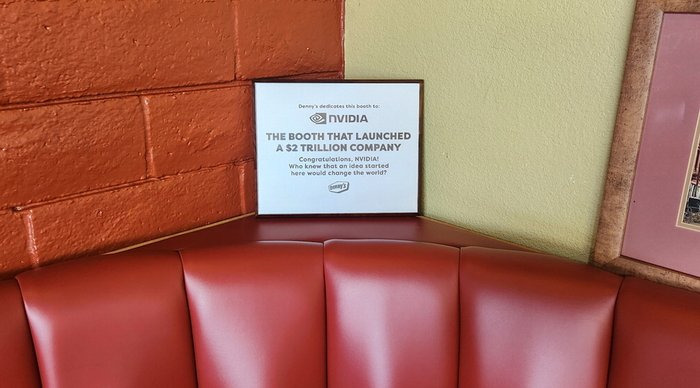 Denny's dedicates this booth to:
NVIDIA
THE BOOTH THAT LAUNCHED
A $2 TRILLION COMPANY
Congratulations, NVIDIA!
Who knew that an idea started
here would change the world?
Denny's